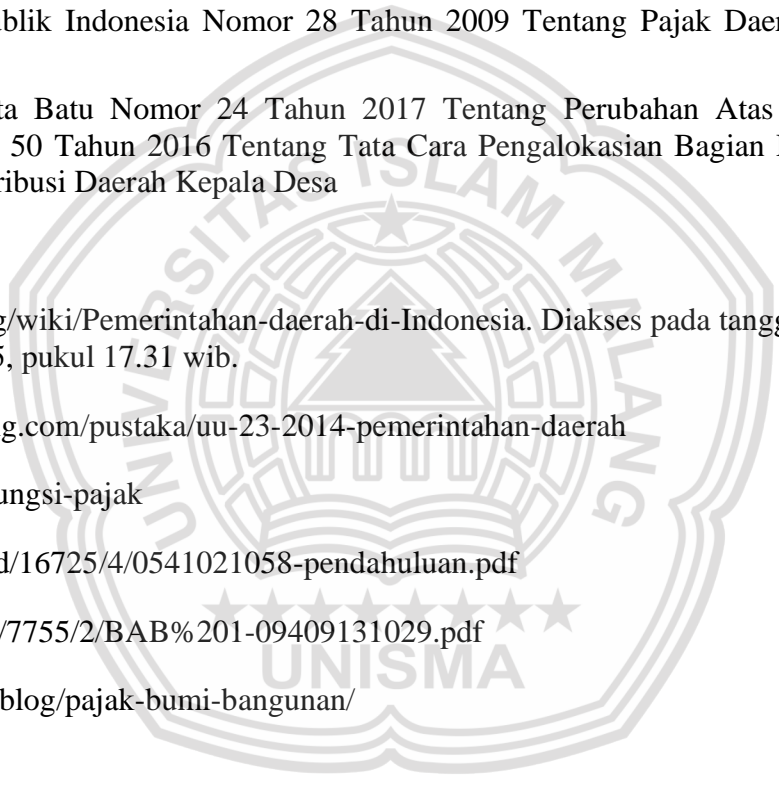 ublik Indonesia Nomor 28 Tahun 2009 Tentang Pajak Daer
ta Batu Nomor 24 Tahun 2017 Tentang Perubahan Atas
50 Tahun 2016 Tentang Tata Cara Pengalokasian Bagian
ribusi Daerah Kepala Desa
g/wiki/Pemerintahan-daerah-di-Indonesia. Diakses pada tangg
5, pukul 17.31 wib.
ng.com/pustaka/uu-23-2014-pemerintahan-daerah
ungsi-pajak
d/16725/4/0541021058-pendahuluan.pdf
/7755/2/BAB%201-09409131029.pdf
blog/pajak-bumi-bangunan/
UNIVERSITAS ISLAM MALANG
UNISMA